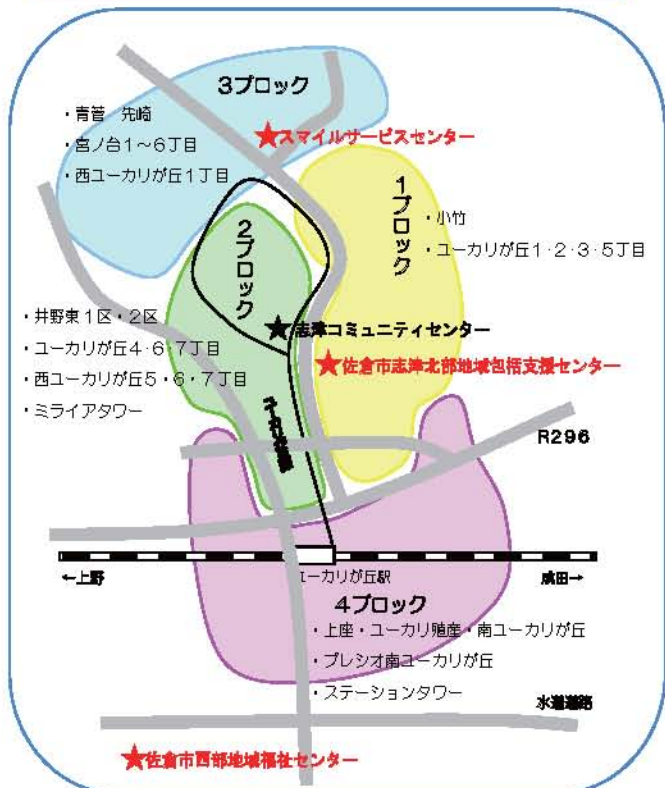 3ブロック
・青菅 先崎
・宮ノ台1～6丁目
・西ユーカリが丘1丁目
★スマイルサービスセンター
1ブロック
・小竹
・ユーカリが丘1・2・3・5丁目
2ブロック
・井野東1区・2区
・ユーカリが丘4・6・7丁目
・西ユーカリが丘5・6・7丁目
・ミライアタワー
★志津コミュニティセンター
★佐倉市志津北部地域包括支援センター
R296
←上野
ユーカリが丘駅
成田→
4ブロック
・上座・ユーカリ殖産・南ユーカリが丘
・プレシオ南ユーカリが丘
・ステーションタワー
水道道路
★佐倉市西部地域福祉センター